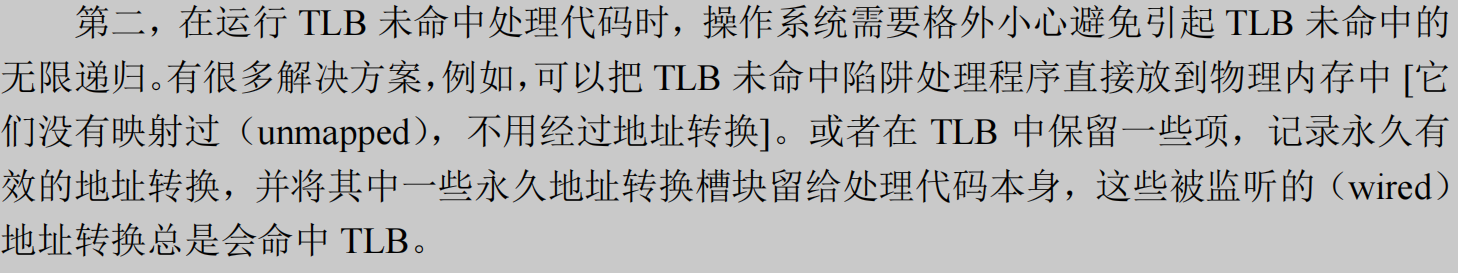 第二，在运行 TLB 未命中处理代码时，操作系统需要格外小心避免引起 TLB 未命中的
无限递归。有很多解决方案，例如，可以把 TLB 未命中陷阱处理程序直接放到物理内存中 [它
们没有映射过（unmapped），不用经过地址转换]。或者在 TLB 中保留一些项，记录永久有
效的地址转换，并将其中一些永久地址转换槽块留给处理代码本身，这些被监听的（wired）
地址转换总是会命中 TLB。